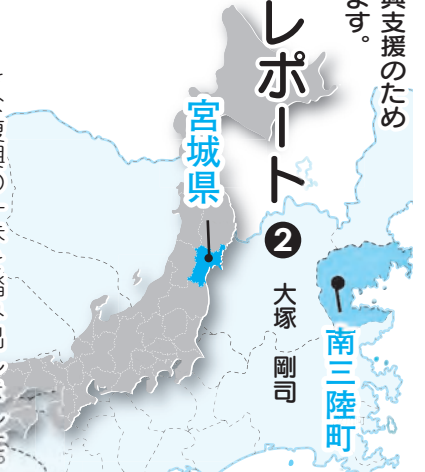 興支援のため
ます。
レポート❷
大塚 剛司
宮城県
南三陸町